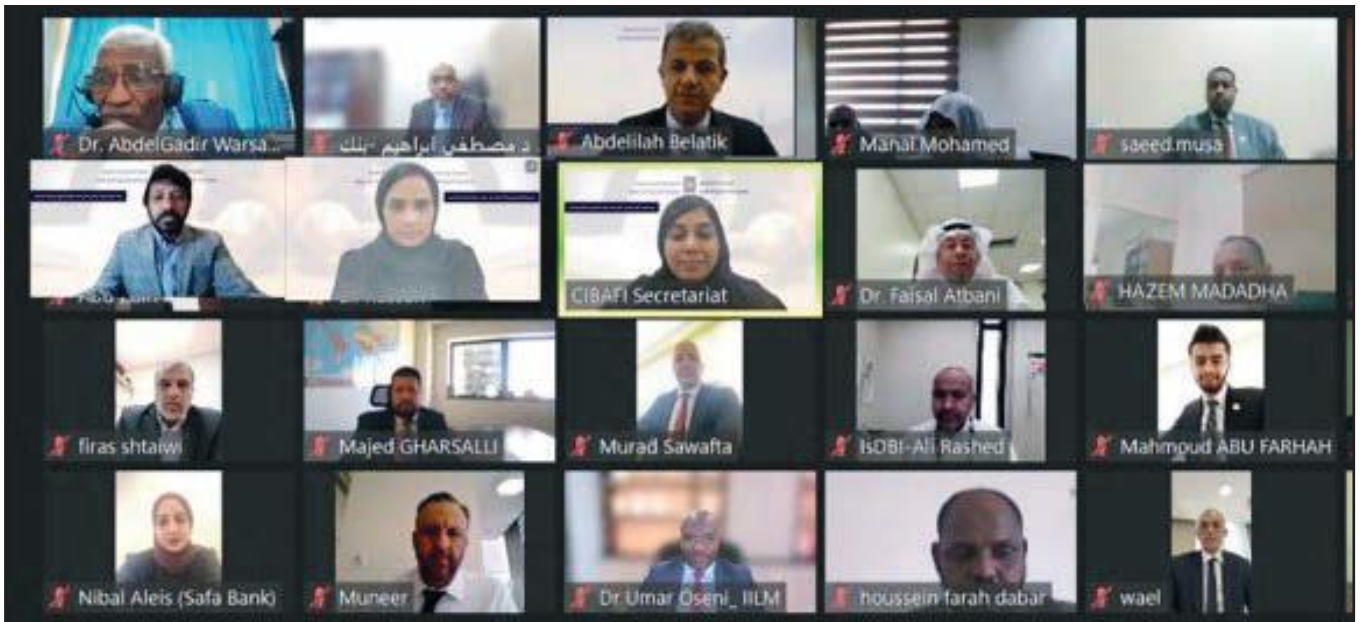 Dr. AbdelGadir Warsa...
د مصطفى ابراهيم -بنك
Abdelilah Belatik
Manal Mohamed
saeed.musa
CIBAFI Secretariat
Dr. Faisal Atbani
HAZEM MADADHA
firas shtaiwi
Majed GHARSALLI
Murad Sawafta
IsDBI-Ali Rashed
Mahmoud ABU FARHAH
Nibal Aleis (Safa Bank)
Muneer
Dr Umar Oseni_ IILM
houssein farah dabar
wael